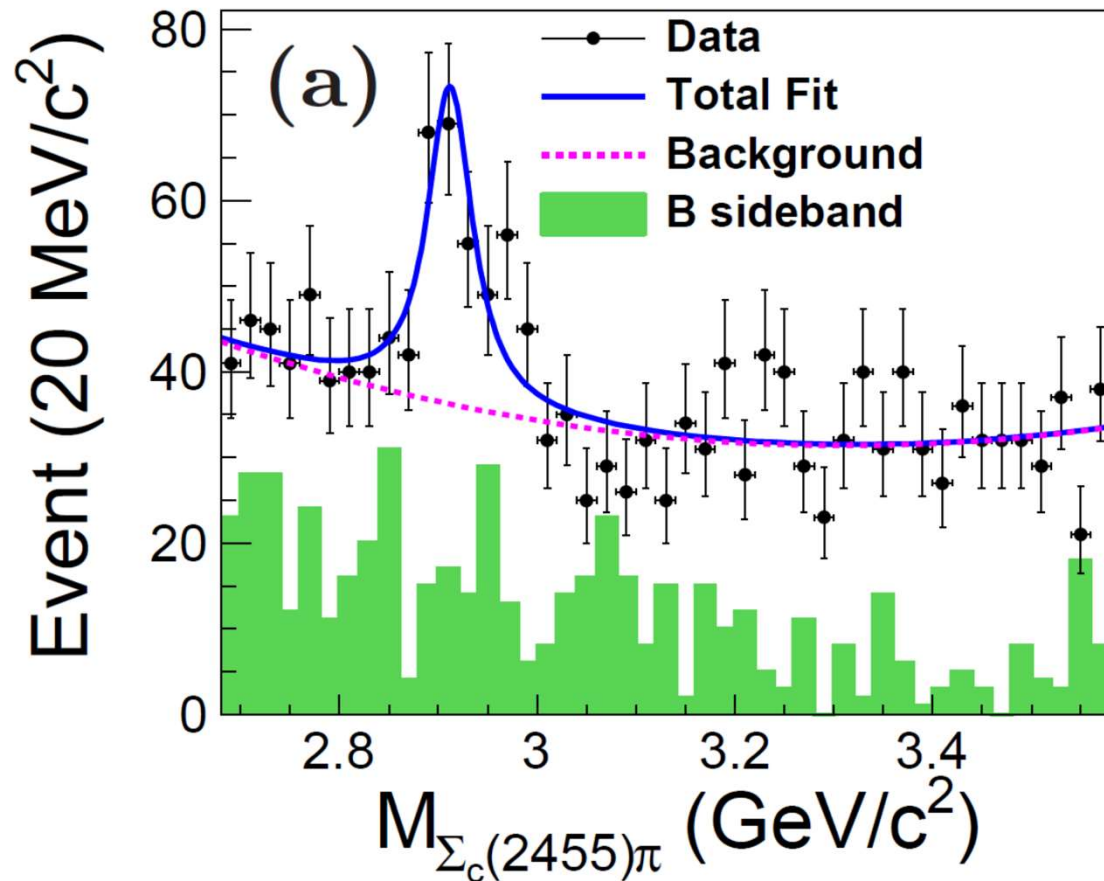 (a)
Data
Total Fit
Background
B sideband
Event (20 MeV/c²)
80
60
40
20
0
2.8 3 3.2 3.4
M_Σc(2455)π (GeV/c²)